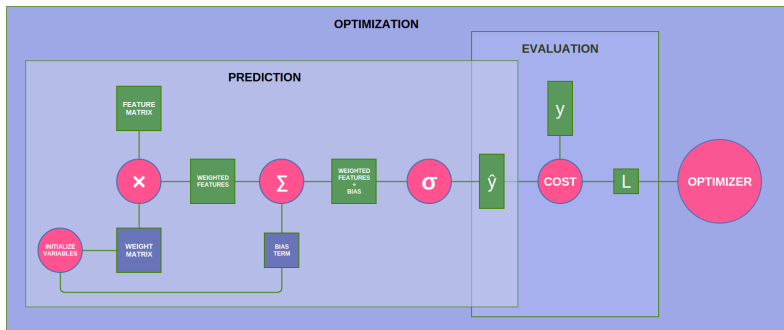 OPTIMIZATION
EVALUATION
PREDICTION
FEATURE
MATRIX
y
×
WEIGHTED
FEATURES
Σ
WEIGHTED
FEATURES
+
BIAS
σ
ŷ
COST
L
OPTIMIZER
INITIALIZE
VARIABLES
WEIGHT
MATRIX
BIAS
TERM